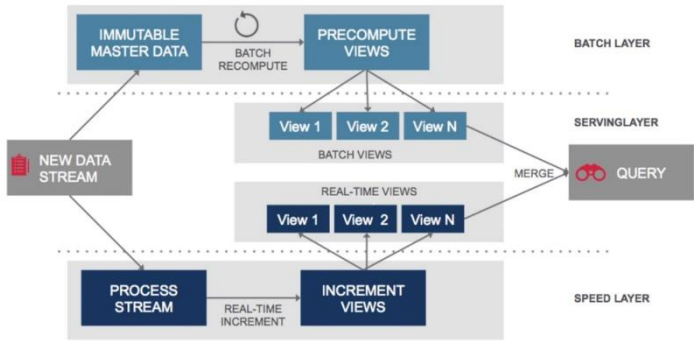 IMMUTABLE
MASTER DATA
BATCH
RECOMPUTE
PRECOMPUTE
VIEWS
BATCH LAYER
View 1
View 2
View N
BATCH VIEWS
SERVINGLAYER
NEW DATA
STREAM
MERGE
QUERY
REAL-TIME VIEWS
View 1
View 2
View N
PROCESS
STREAM
REAL-TIME
INCREMENT
INCREMENT
VIEWS
SPEED LAYER